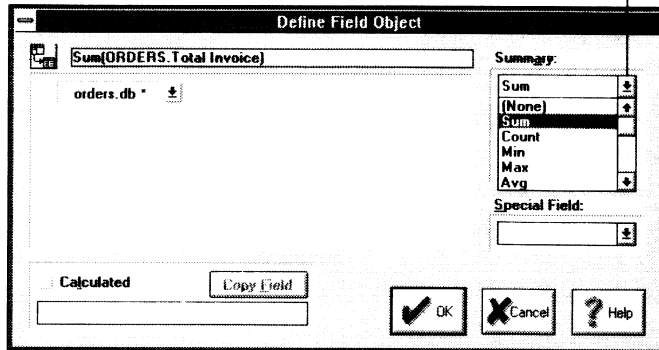 Define Field Object
Sum(ORDERS.Total Invoice)
orders.db *
Summary:
Sum
(None)
Sum
Count
Min
Max
Avg
Special Field:
Calculated
Copy Field
OK
Cancel
? Help